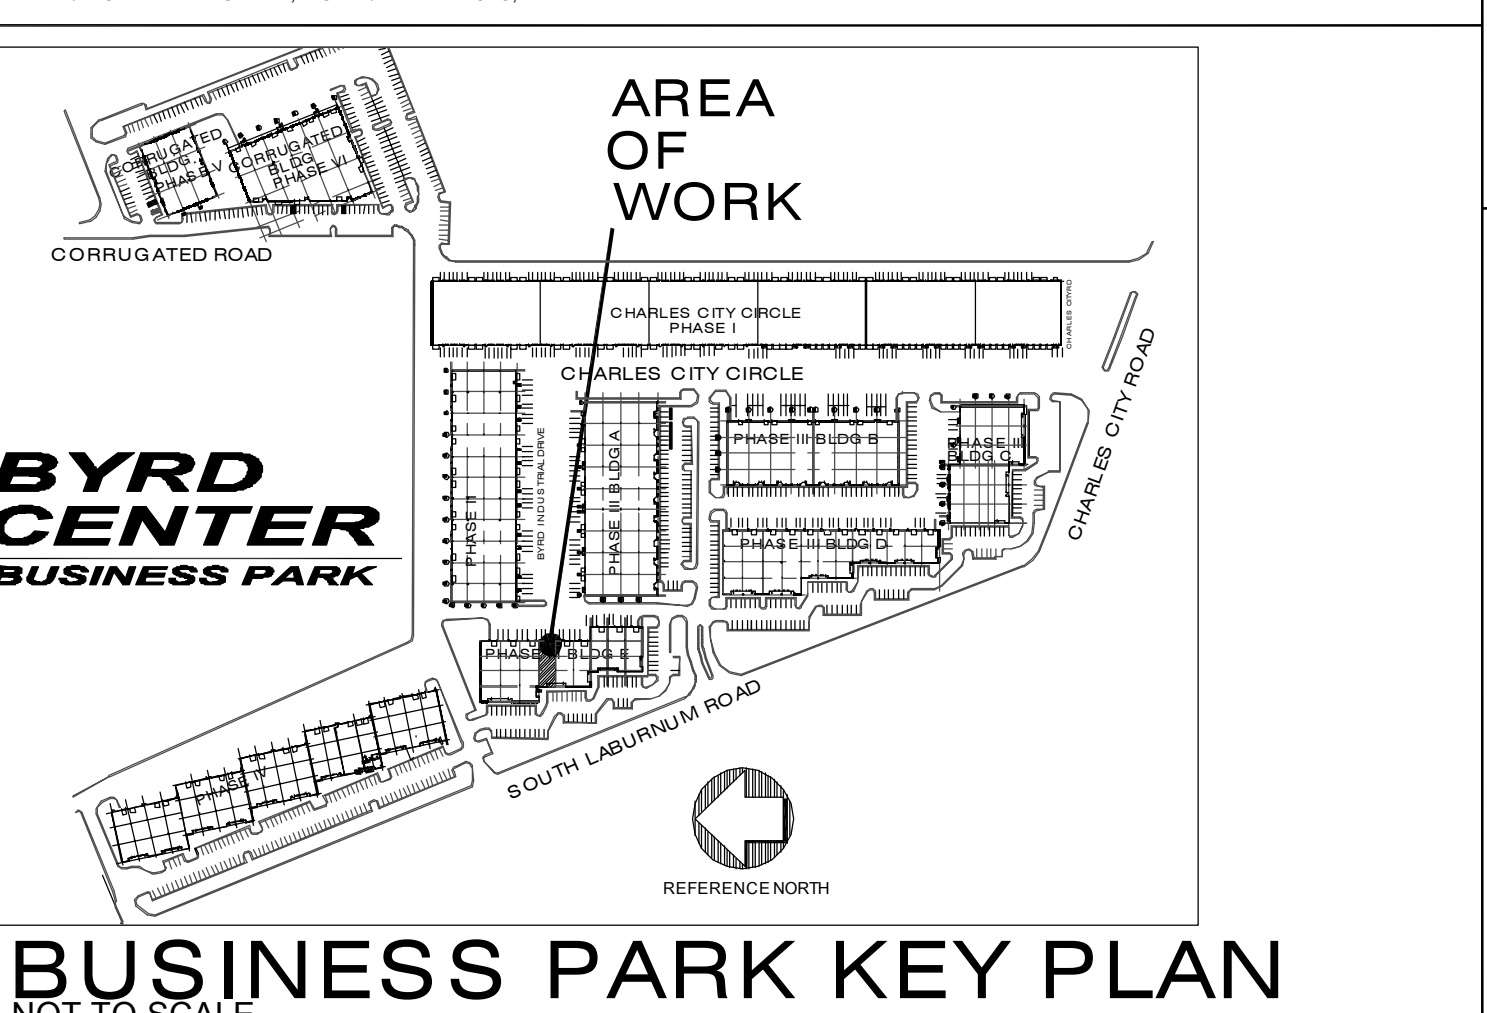 AREA
OF
WORK
CORRUGATED
BLDG.
PHASE V
CORRUGATED
BLDG
PHASE VI
CORRUGATED ROAD
CHARLES CITY CIRCLE
PHASE I
CHARLES CITY RD
CHARLES CITY CIRCLE
CHARLES CITY ROAD
PHASE II
BYRD INDUSTRIAL DRIVE
PHASE III BLDG A
PHASE III BLDG B
PHASE III
BLDG C
PHASE III BLDG D
BYRD
CENTER
BUSINESS PARK
PHASE BLDG E
PHASE IV
SOUTH LABURNUM ROAD
REFERENCE NORTH
BUSINESS PARK KEY PLAN
NOT TO SCALE